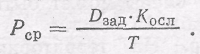 Pср = Dзад · Kосл / T .